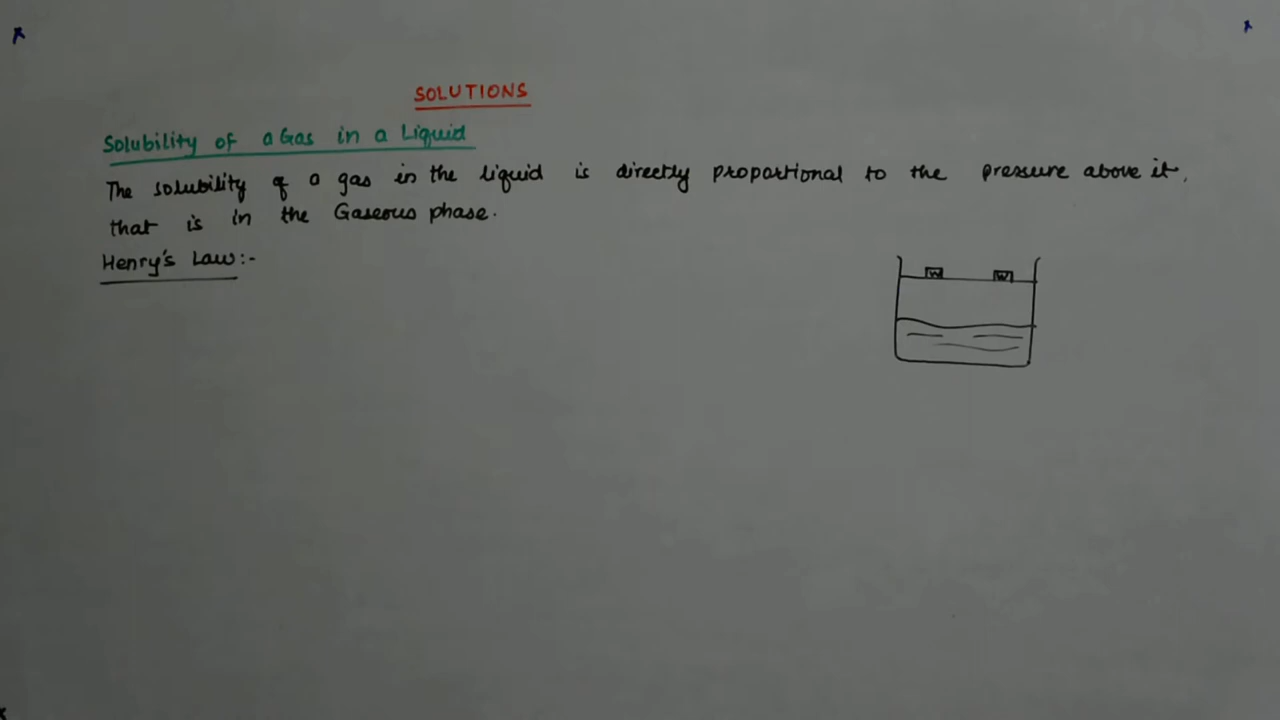 SOLUTIONS
Solubility of a Gas in a Liquid
The solubility of a gas in the liquid is directly proportional to the pressure above it,
that is in the Gaseous phase.
Henry's Law:-
W W